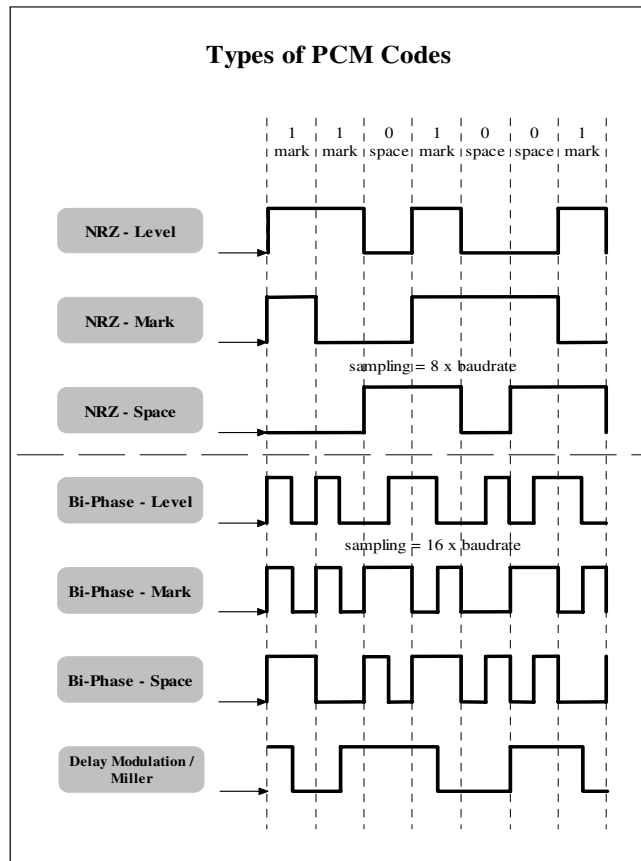 Types of PCM Codes
1 1 0 1 0 0 1
mark mark space mark space space mark
NRZ - Level
NRZ - Mark
sampling = 8 x baudrate
NRZ - Space
Bi-Phase - Level
sampling = 16 x baudrate
Bi-Phase - Mark
Bi-Phase - Space
Delay Modulation /
Miller